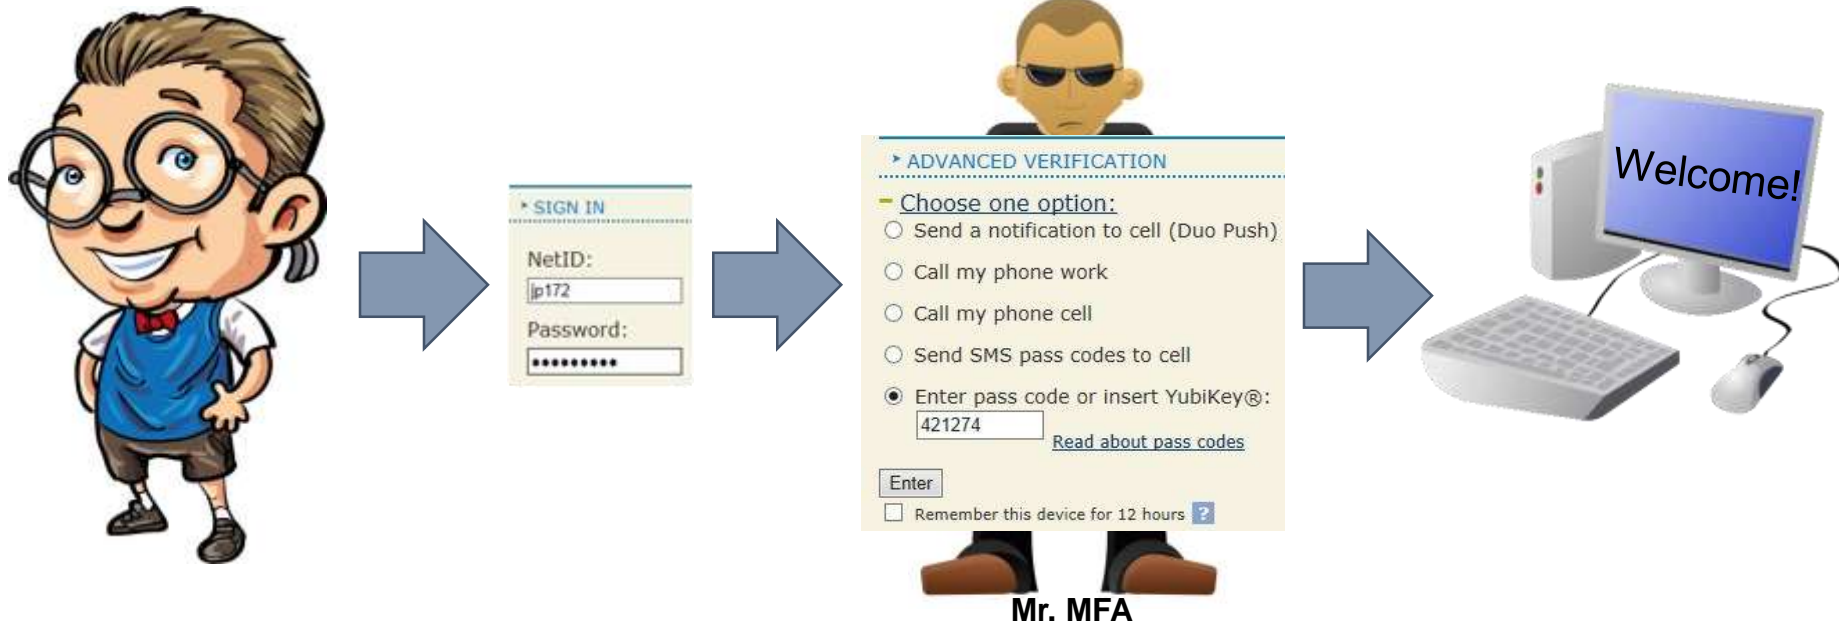 SIGN IN
NetID:
jp172
Password:
•••••••••
ADVANCED VERIFICATION
Choose one option:
Send a notification to cell (Duo Push)
Call my phone work
Call my phone cell
Send SMS pass codes to cell
Enter pass code or insert YubiKey®:
421274
Read about pass codes
Enter
Remember this device for 12 hours ?
Mr. MFA
Welcome!